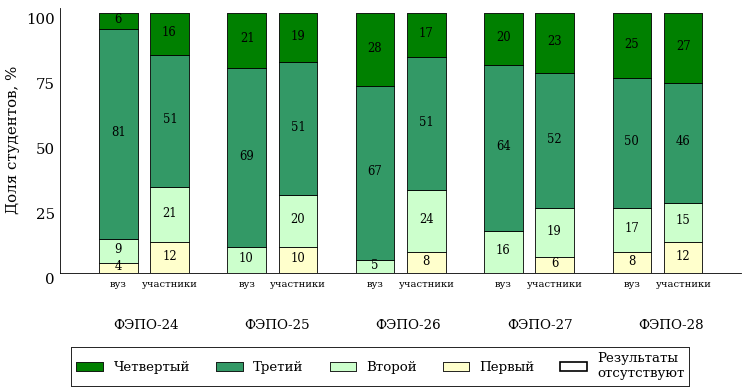 Доля студентов, %
100
75
50
25
0
6 16 21 19 28 17 20 23 25 27
81 51 69 51 67 51 64 52 50 46
9 21 10 20 5 24 16 19 17 15
4 12 10 8 6 8 12
вуз участники вуз участники вуз участники вуз участники вуз участники
ФЭПО-24 ФЭПО-25 ФЭПО-26 ФЭПО-27 ФЭПО-28
Четвертый Третий Второй Первый Результаты
отсутствуют